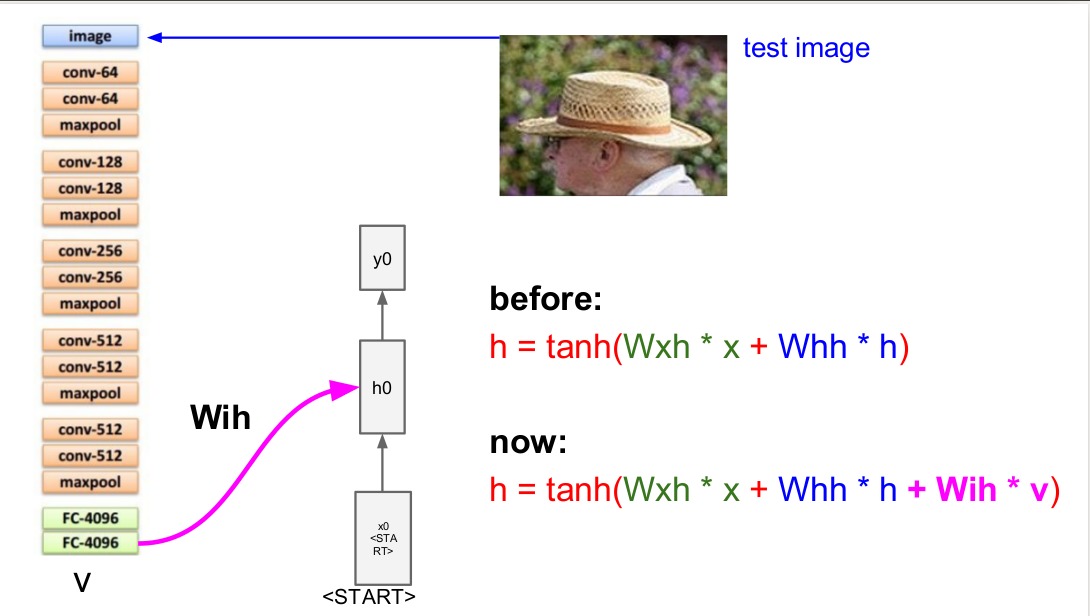 image
conv-64
conv-64
maxpool
conv-128
conv-128
maxpool
conv-256
conv-256
maxpool
conv-512
conv-512
maxpool
conv-512
conv-512
maxpool
FC-4096
FC-4096
v
Wih
y0
h0
x0
<STA
RT>
<START>
test image
before:
h = tanh(Wxh * x + Whh * h)
now:
h = tanh(Wxh * x + Whh * h + Wih * v)